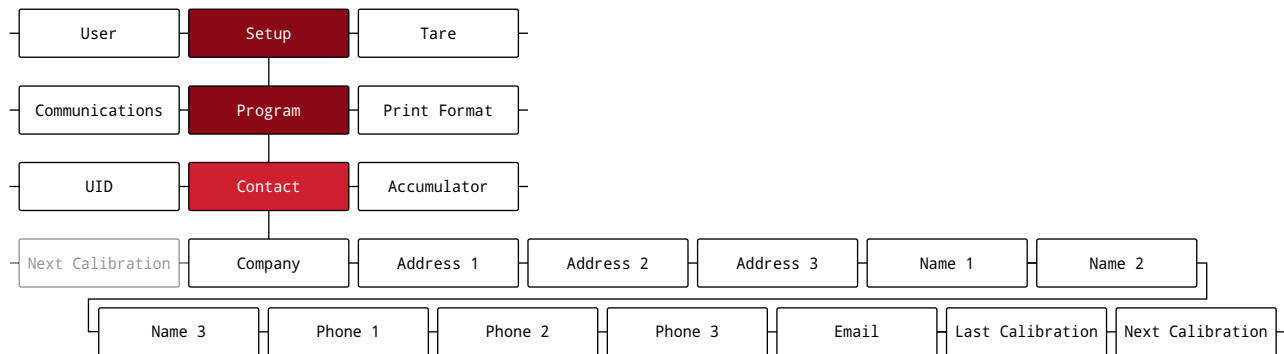 User Setup Tare
Communications Program Print Format
UID Contact Accumulator
Next Calibration Company Address 1 Address 2 Address 3 Name 1 Name 2
Name 3 Phone 1 Phone 2 Phone 3 Email Last Calibration Next Calibration